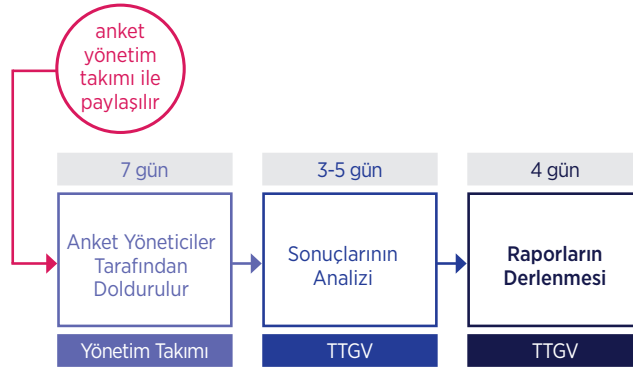 anket
yönetim
takımı ile
paylaşılır
7 gün
3-5 gün
4 gün
Anket Yöneticiler
Tarafından
Doldurulur
Sonuçlarının
Analizi
Raporların
Derlenmesi
Yönetim Takımı
TTGV
TTGV